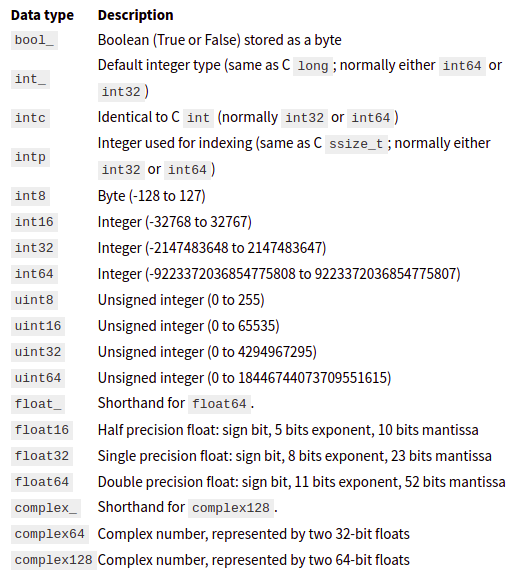 Data type Description
bool_ Boolean (True or False) stored as a byte
int_ Default integer type (same as C long; normally either int64 or
int32)
intc Identical to C int (normally int32 or int64)
intp Integer used for indexing (same as C ssize_t; normally either
int32 or int64)
int8 Byte (-128 to 127)
int16 Integer (-32768 to 32767)
int32 Integer (-2147483648 to 2147483647)
int64 Integer (-9223372036854775808 to 9223372036854775807)
uint8 Unsigned integer (0 to 255)
uint16 Unsigned integer (0 to 65535)
uint32 Unsigned integer (0 to 4294967295)
uint64 Unsigned integer (0 to 18446744073709551615)
float_ Shorthand for float64.
float16 Half precision float: sign bit, 5 bits exponent, 10 bits mantissa
float32 Single precision float: sign bit, 8 bits exponent, 23 bits mantissa
float64 Double precision float: sign bit, 11 bits exponent, 52 bits mantissa
complex_ Shorthand for complex128.
complex64 Complex number, represented by two 32-bit floats
complex128 Complex number, represented by two 64-bit floats